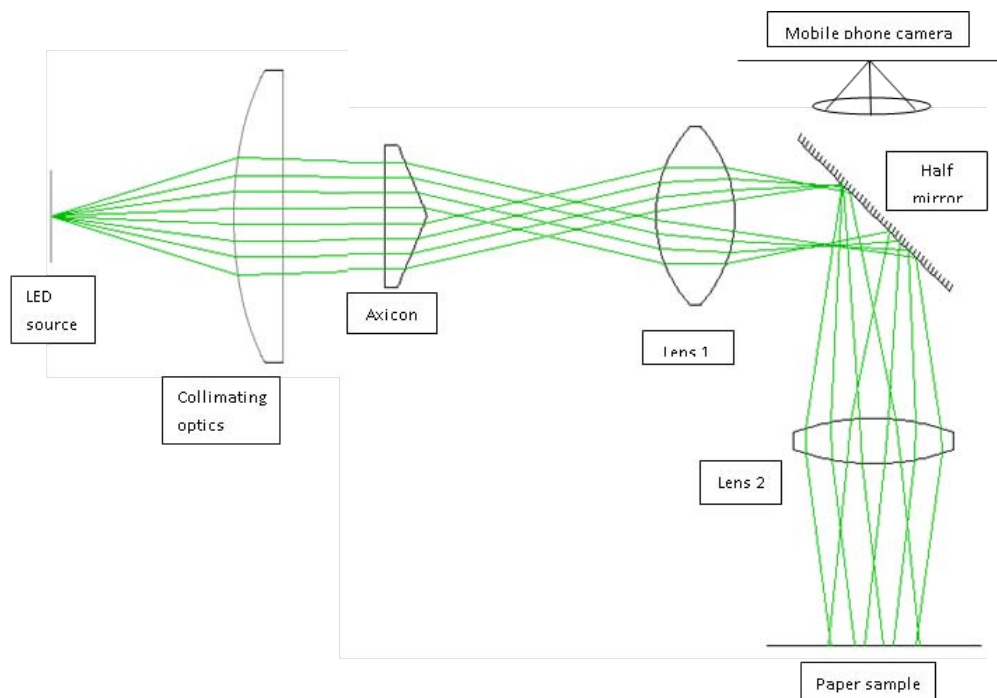 Mobile phone camera
Half
mirror
LED
source
Axicon
Lens 1
Collimating
optics
Lens 2
Paper sample